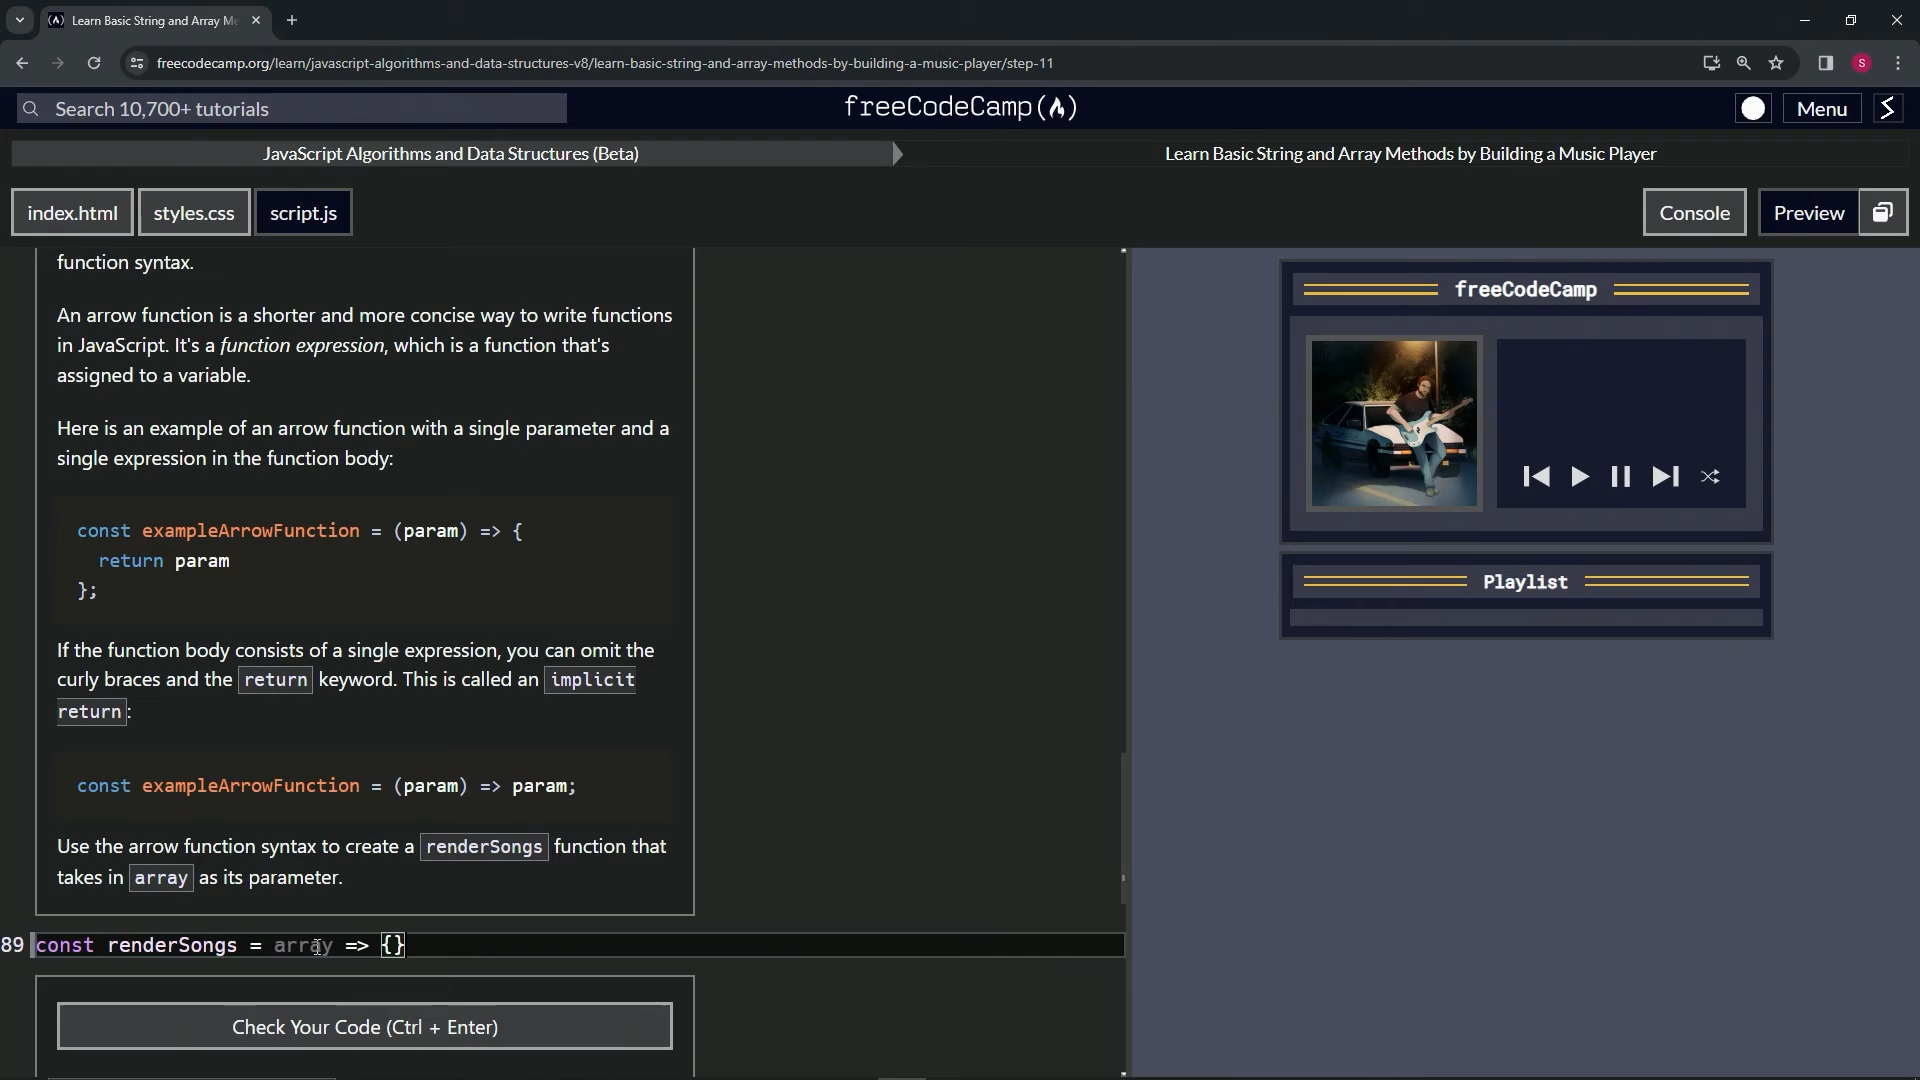 Learn Basic String and Array Me
freecodecamp.org/learn/javascript-algorithms-and-data-structures-v8/learn-basic-string-and-array-methods-by-building-a-music-player/step-11
S
Search 10,700+ tutorials
freeCodeCamp(🔥)
Menu
JavaScript Algorithms and Data Structures (Beta)
Learn Basic String and Array Methods by Building a Music Player
index.html
styles.css
script.js
Console
Preview
function syntax.
An arrow function is a shorter and more concise way to write functions
in JavaScript. It's a function expression, which is a function that's
assigned to a variable.
Here is an example of an arrow function with a single parameter and a
single expression in the function body:
const exampleArrowFunction = (param) => {
return param
};
If the function body consists of a single expression, you can omit the
curly braces and the return keyword. This is called an implicit
return:
const exampleArrowFunction = (param) => param;
Use the arrow function syntax to create a renderSongs function that
takes in array as its parameter.
89 const renderSongs = array => {}
Check Your Code (Ctrl + Enter)
freeCodeCamp
Playlist